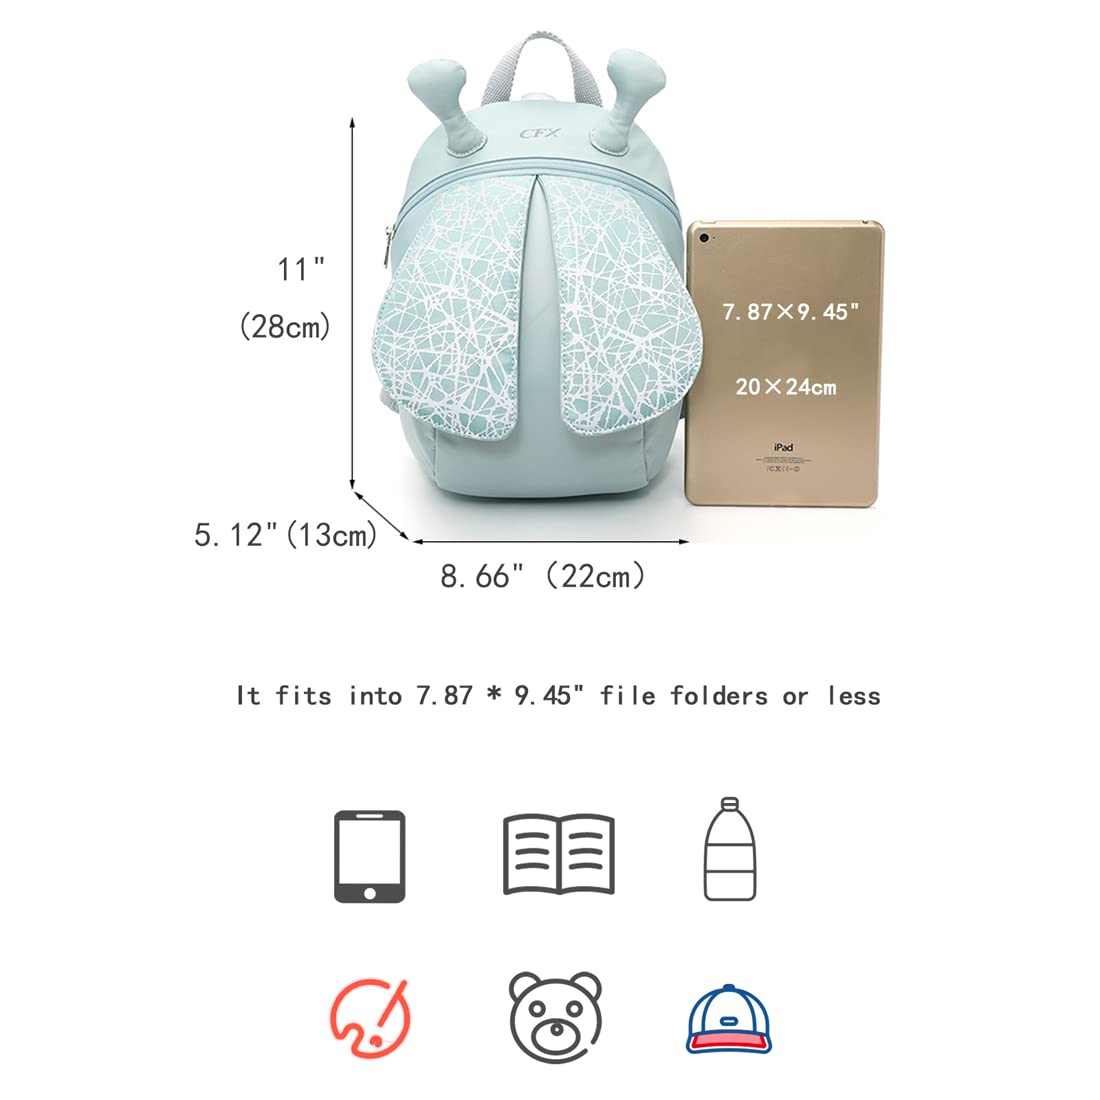 CFX
11"
(28cm)
7.87×9.45"
20×24cm
iPad
5.12"(13cm)
8.66" (22cm)
It fits into 7.87 * 9.45" file folders or less